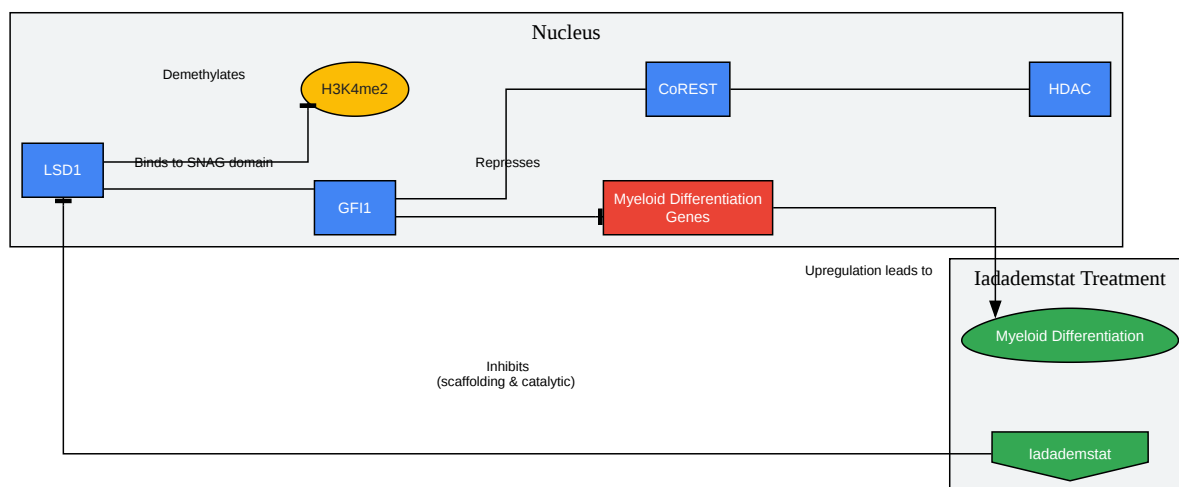 Nucleus
Demethylates
H3K4me2
CoREST
HDAC
LSD1
Binds to SNAG domain
Represses
GFI1
Myeloid Differentiation
Genes
Upregulation leads to
Iadademstat Treatment
Myeloid Differentiation
Inhibits
(scaffolding & catalytic)
Iadademstat